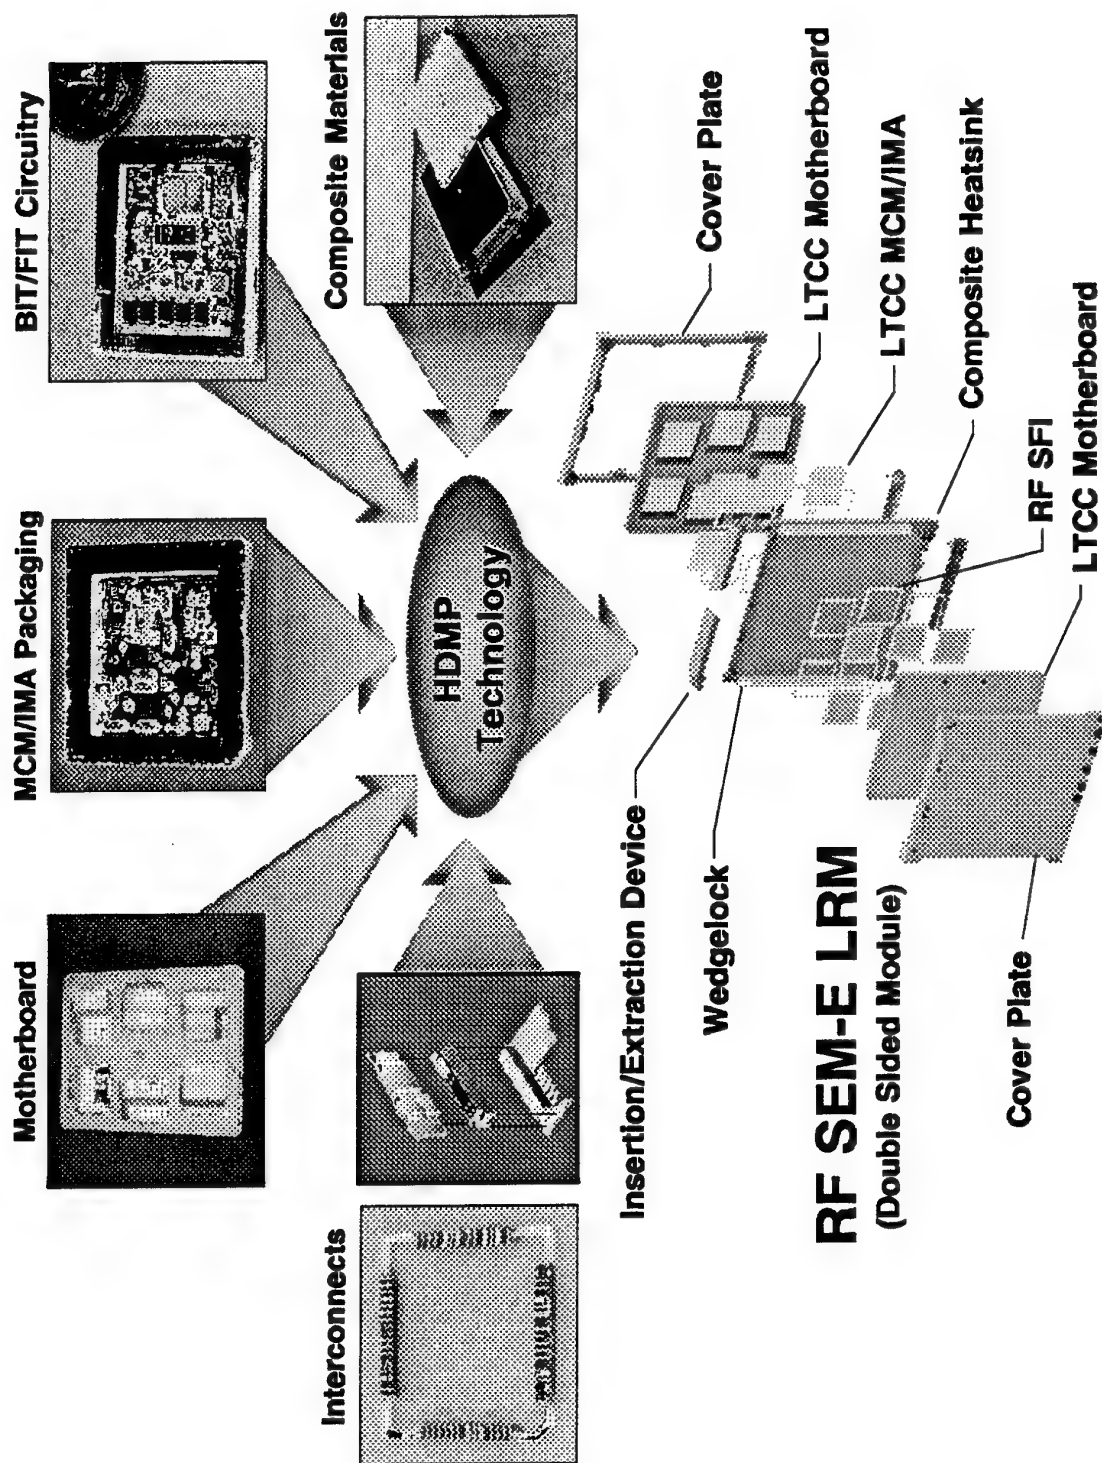 Motherboard
MCM/IMA Packaging
BIT/FIT Circuitry
Interconnects
Composite Materials
HDMP
Technology
Insertion/Extraction Device
Wedgelock
RF SEM-E LRM
(Double Sided Module)
Cover Plate
Cover Plate
LTCC Motherboard
LTCC MCM/IMA
Composite Heatsink
RF SFI
LTCC Motherboard